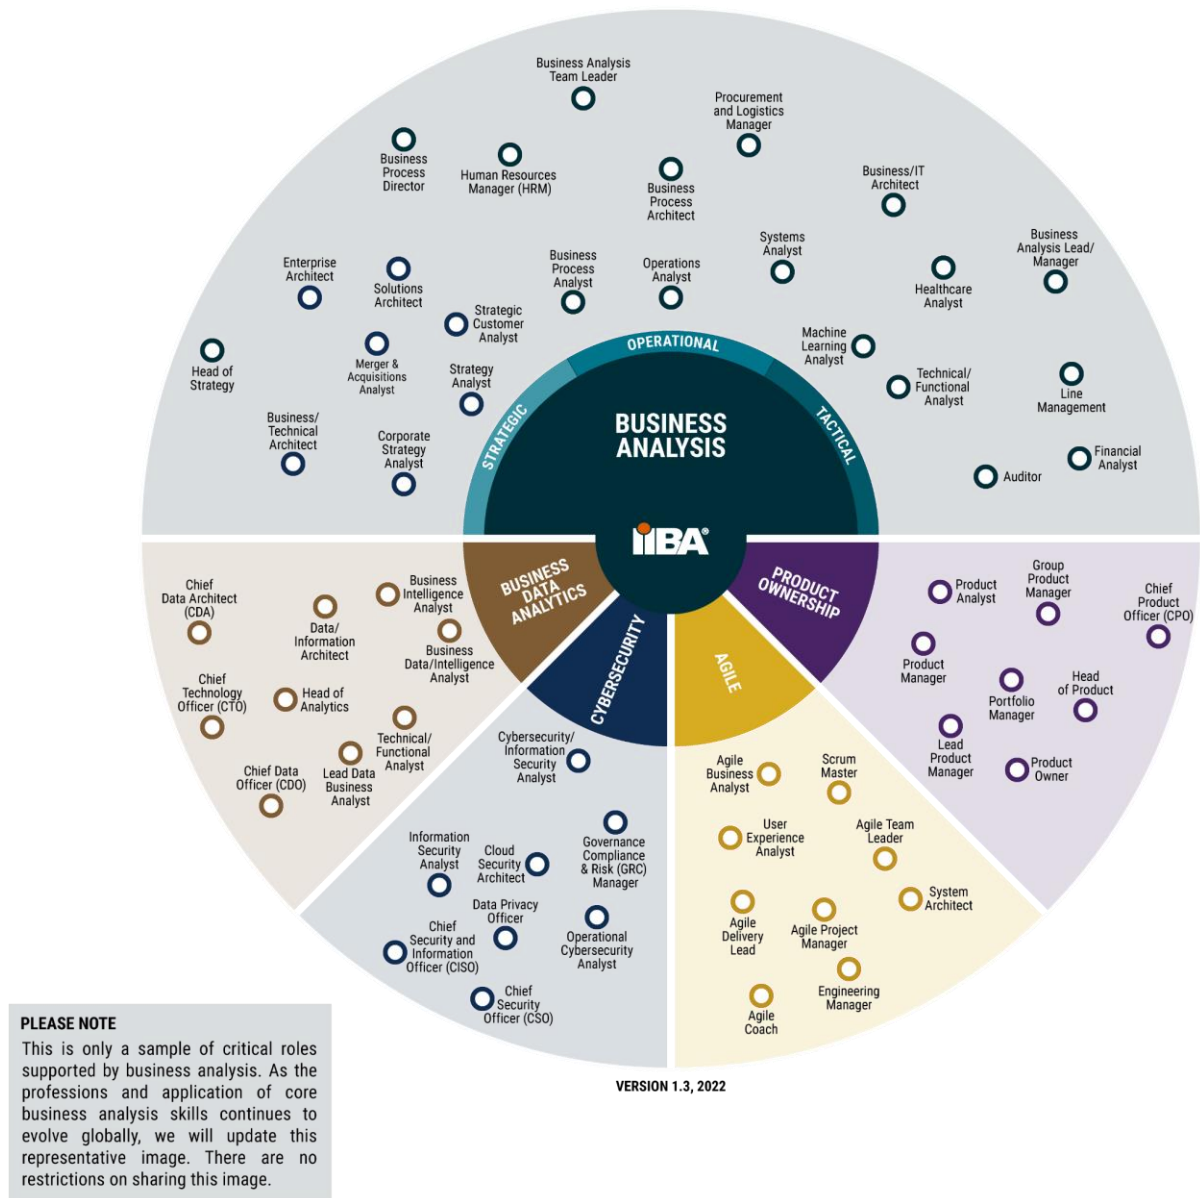 Business Analysis
Team Leader
Procurement
and Logistics
Manager
Business
Process
Director
Human Resources
Manager (HRM)
Business
Process
Architect
Business/IT
Architect
Business
Analysis Lead/
Manager
Enterprise
Architect
Solutions
Architect
Business
Process
Analyst
Operations
Analyst
Systems
Analyst
Healthcare
Analyst
Strategic
Customer
Analyst
Head of
Strategy
Merger &
Acquisitions
Analyst
Strategy
Analyst
Machine
Learning
Analyst
Technical/
Functional
Analyst
Line
Management
Business/
Technical
Architect
Corporate
Strategy
Analyst
Auditor
Financial
Analyst
STRATEGIC
OPERATIONAL
TACTICAL
BUSINESS
ANALYSIS
iiBA®
BUSINESS
DATA
ANALYTICS
CYBERSECURITY
AGILE
PRODUCT
OWNERSHIP
Chief
Data Architect
(CDA)
Data/
Information
Architect
Business
Intelligence
Analyst
Business
Data/Intelligence
Analyst
Chief
Technology
Officer (CTO)
Head of
Analytics
Technical/
Functional
Analyst
Chief Data
Officer (CDO)
Lead Data
Business
Analyst
Cybersecurity/
Information
Security
Analyst
Information
Security
Analyst
Cloud
Security
Architect
Governance
Compliance
& Risk (GRC)
Manager
Data Privacy
Officer
Chief
Security and
Information
Officer (CISO)
Operational
Cybersecurity
Analyst
Chief
Security
Officer (CSO)
Agile
Business
Analyst
Scrum
Master
User
Experience
Analyst
Agile Team
Leader
System
Architect
Agile
Delivery
Lead
Agile Project
Manager
Engineering
Manager
Agile
Coach
Product
Analyst
Group
Product
Manager
Chief
Product
Officer (CPO)
Product
Manager
Portfolio
Manager
Head
of Product
Lead
Product
Manager
Product
Owner
PLEASE NOTE
This is only a sample of critical roles
supported by business analysis. As the
professions and application of core
business analysis skills continues to
evolve globally, we will update this
representative image. There are no
restrictions on sharing this image.
VERSION 1.3, 2022